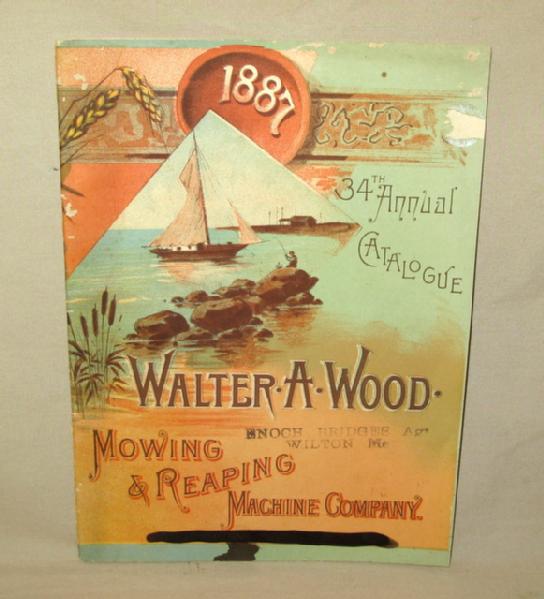 1887
34TH Annual
CATALOGUE
WALTER·A·WOOD·
ENOCH BRIDGES Agt
WILTON Me
MOWING
& REAPING
MACHINE COMPANY.